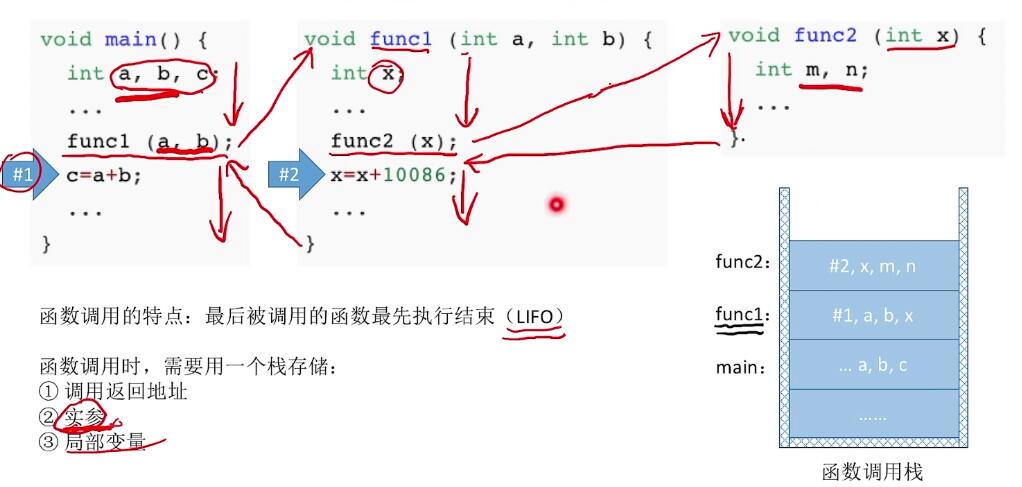 void main() {
int a, b, c;
...
func1 (a, b);
#1
c=a+b;
...
}
void func1 (int a, int b) {
int x;
...
func2 (x);
#2
x=x+10086;
...
}
void func2 (int x) {
int m, n;
...
}
函数调用的特点：最后被调用的函数最先执行结束（LIFO）
函数调用时，需要用一个栈存储：
① 调用返回地址
② 实参
③ 局部变量
func2：
#2, x, m, n
func1：
#1, a, b, x
main：
... a, b, c
......
函数调用栈